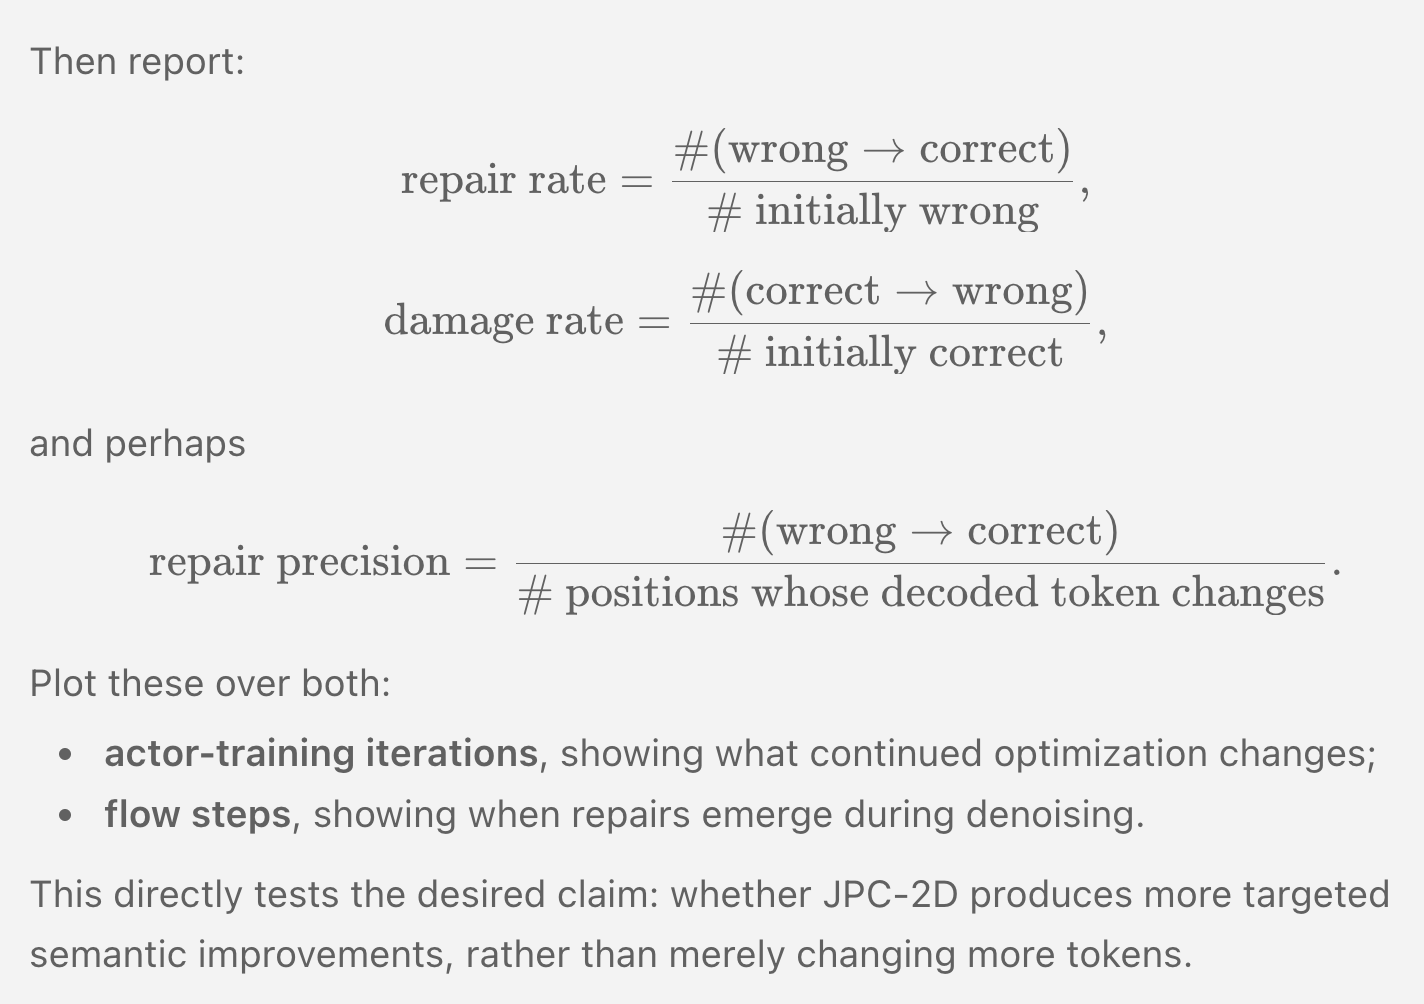 Then report:
repair rate = #(wrong → correct) / # initially wrong,
damage rate = #(correct → wrong) / # initially correct,
and perhaps
repair precision = #(wrong → correct) / # positions whose decoded token changes.
Plot these over both:
• actor-training iterations, showing what continued optimization changes;
• flow steps, showing when repairs emerge during denoising.
This directly tests the desired claim: whether JPC-2D produces more targeted
semantic improvements, rather than merely changing more tokens.